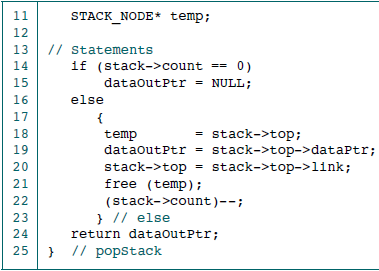 11     STACK_NODE* temp;
12
13  // Statements
14     if (stack->count == 0)
15         dataOutPtr = NULL;
16     else
17        {
18         temp       = stack->top;
19         dataOutPtr = stack->top->dataPtr;
20         stack->top = stack->top->link;
21         free (temp);
22         (stack->count)--;
23        } // else
24     return dataOutPtr;
25  }  // popStack